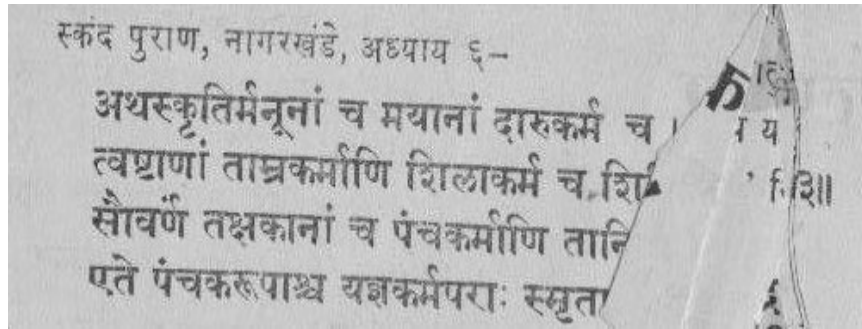 स्कंद पुराण, नागरखंडे, अध्याय ६-
अथस्कृतिर्मनूनां च मयानां दारुकर्म च ।
त्वष्टाणां ताम्रकर्माणि शिलाकर्म च
सौवर्णं तक्षकानां च पंचकर्माणि
एते पंचकरूपाश्च यज्ञकर्मपराः